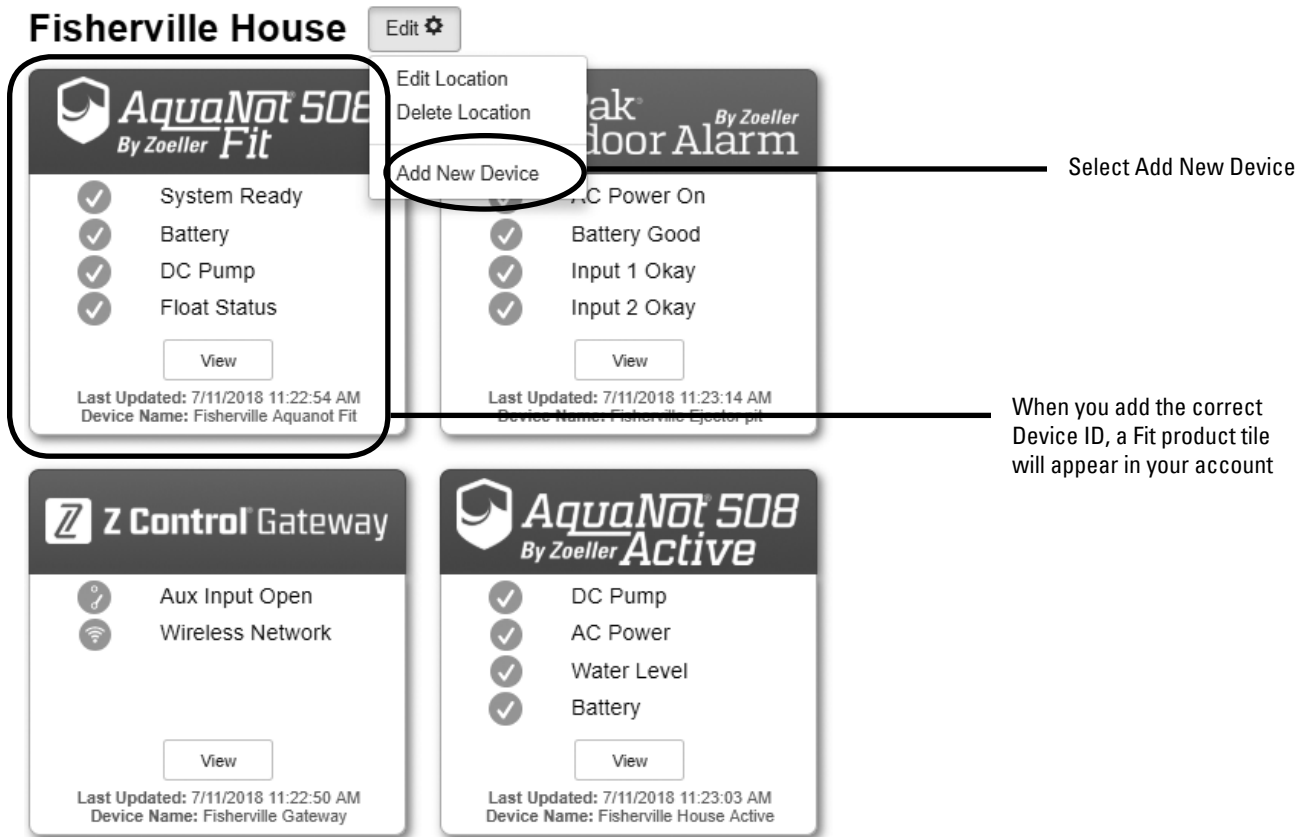 Fisherville House
Edit
Edit Location
Delete Location
Add New Device
AquaNot® 508
By Zoeller Fit
System Ready
Battery
DC Pump
Float Status
View
Last Updated: 7/11/2018 11:22:54 AM
Device Name: Fisherville Aquanot Fit
Pak®
By Zoeller
door Alarm
AC Power On
Battery Good
Input 1 Okay
Input 2 Okay
View
Last Updated: 7/11/2018 11:23:14 AM
Device Name: Fisherville Ejector pit
Select Add New Device
When you add the correct
Device ID, a Fit product tile
will appear in your account
Z Control® Gateway
Aux Input Open
Wireless Network
View
Last Updated: 7/11/2018 11:22:50 AM
Device Name: Fisherville Gateway
AquaNot® 508
By Zoeller Active
DC Pump
AC Power
Water Level
Battery
View
Last Updated: 7/11/2018 11:23:03 AM
Device Name: Fisherville House Active